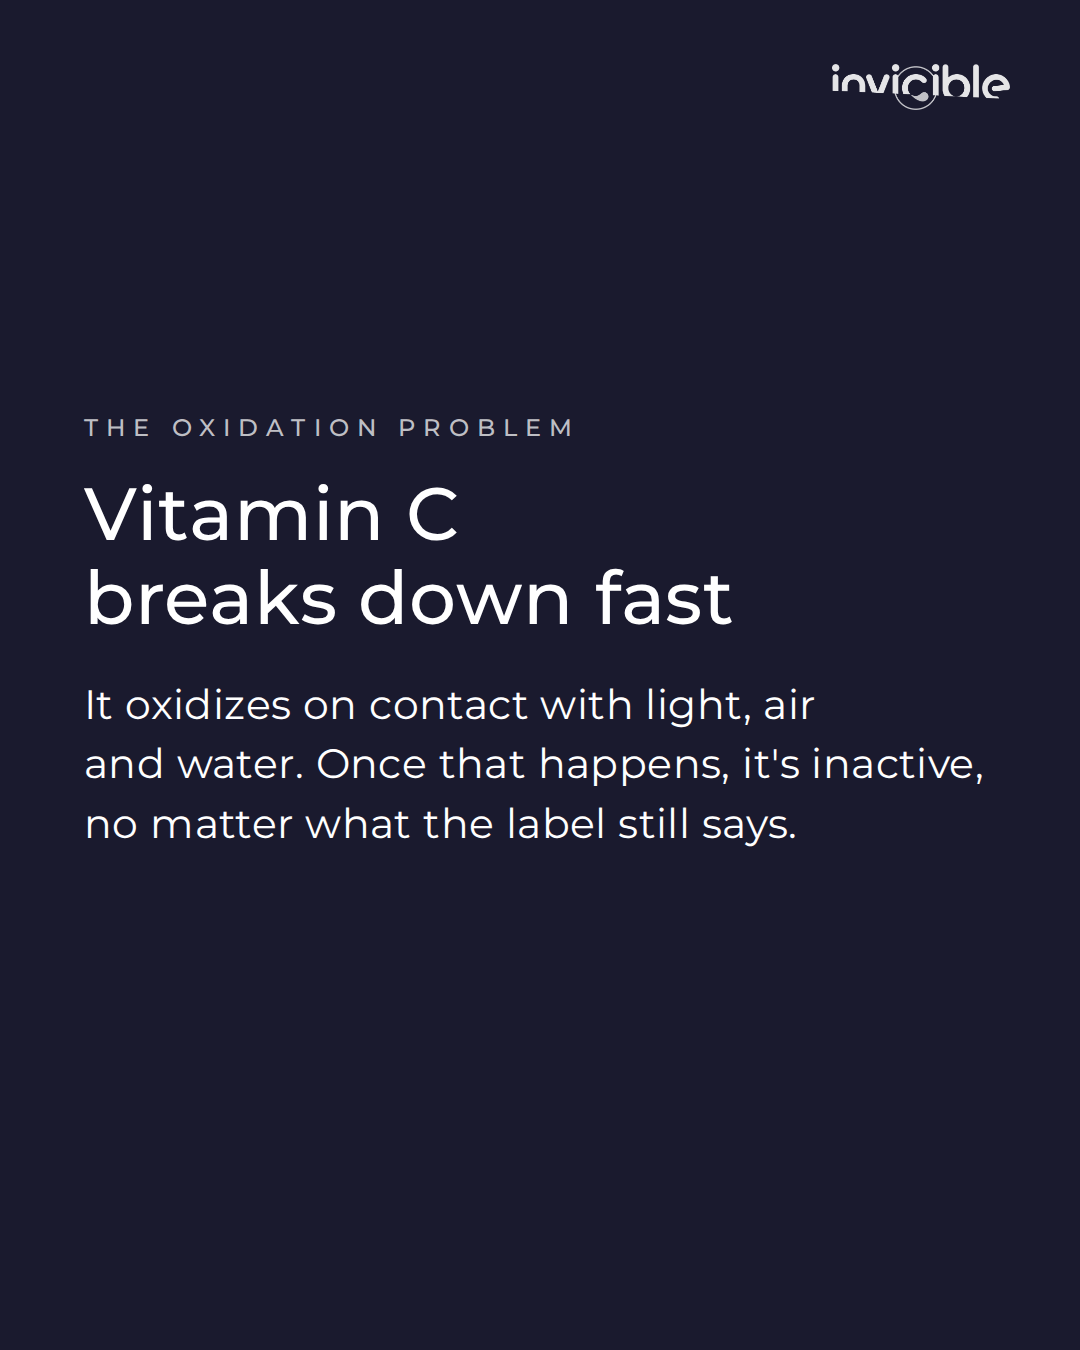 invicible
THE OXIDATION PROBLEM
Vitamin C
breaks down fast
It oxidizes on contact with light, air
and water. Once that happens, it's inactive,
no matter what the label still says.